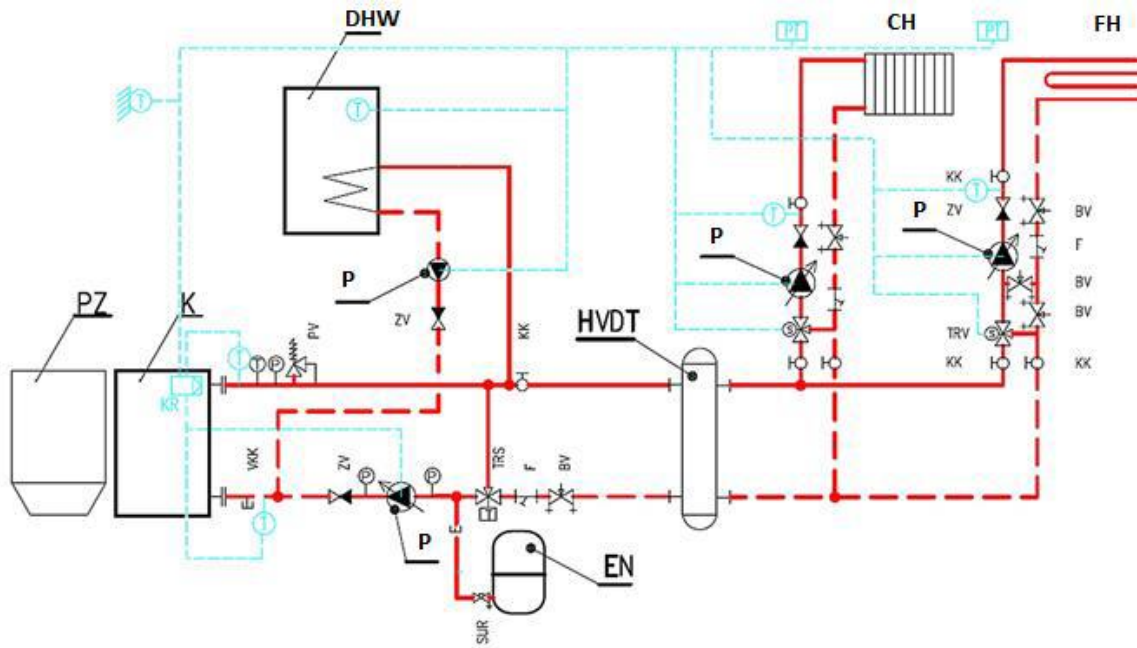 DHW
CH
FH
PT
PT
T
T
KK
T
T
BV
ZV
P
P
F
P
BV
PZ
K
ZV
PV
KK
HVDT
BV
S
TRV
S
T
T
P
KK
KK
KR
VKK
ZV
P
P
TRS
F
BV
T
T
P
EN
SUR